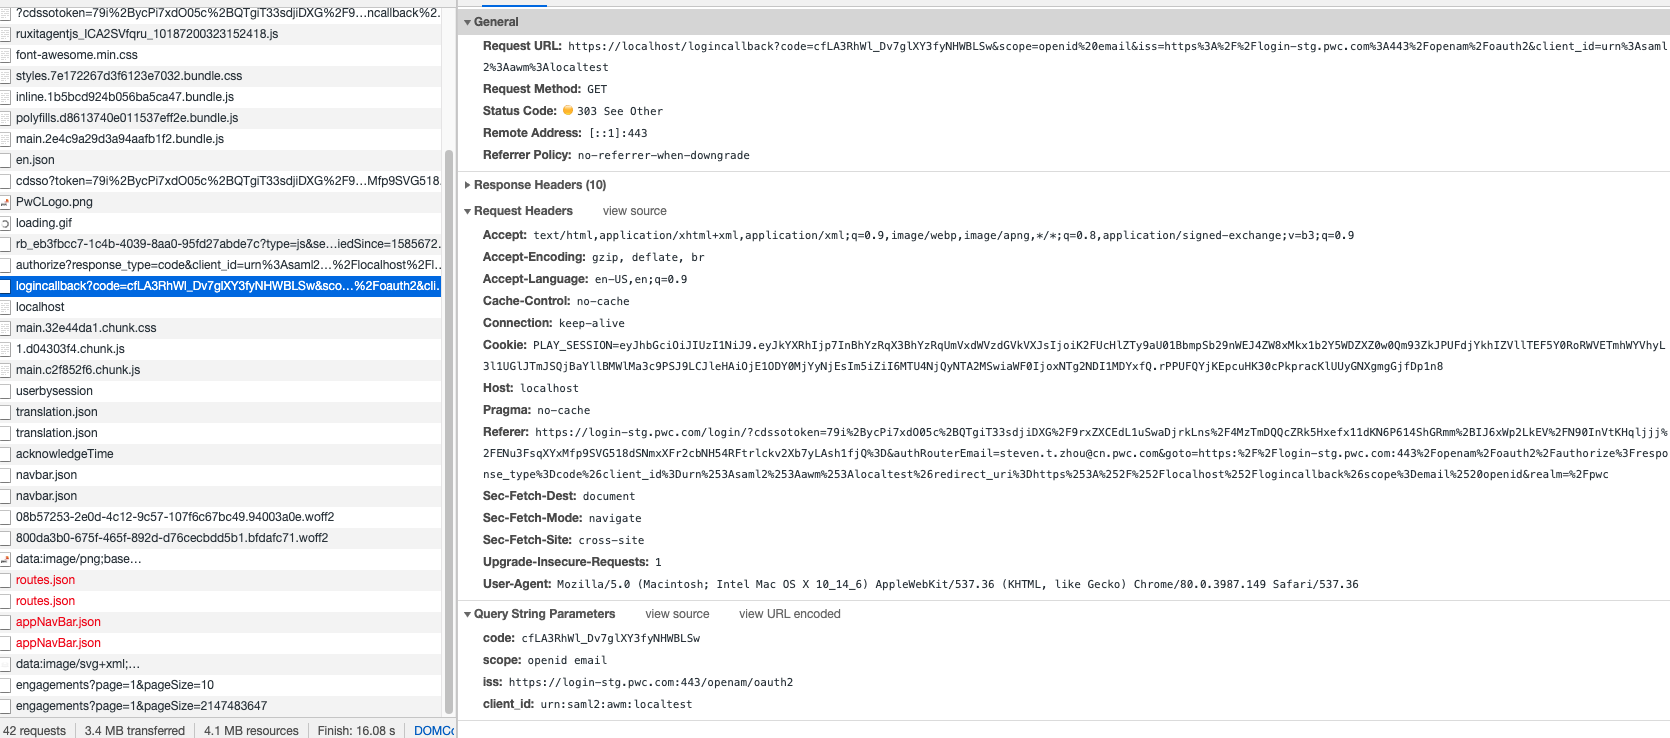 ?cdssotoken=79i%2BycPi7xdO05c%2BQTgiT33sdjiDXG%2F9…ncallback%2.
ruxitagentjs_ICA2SVfqru_10187200323152418.js
font-awesome.min.css
styles.7e172267d3f6123e7032.bundle.css
inline.1b5bcd924b056ba5ca47.bundle.js
polyfills.d8613740e011537eff2e.bundle.js
main.2e4c9a29d3a94aafb1f2.bundle.js
en.json
cdsso?token=79i%2BycPi7xdO05c%2BQTgiT33sdjiDXG%2F9…Mfp9SVG518.
PwCLogo.png
loading.gif
rb_eb3fbcc7-1c4b-4039-8aa0-95fd27abde7c?type=js&se…iedSince=1585672.
authorize?response_type=code&client_id=urn%3Asaml2…%2Flocalhost%2Fl.
logincallback?code=cfLA3RhWl_Dv7glXY3fyNHWBLSw&sco…%2Foauth2&cli.
localhost
main.32e44da1.chunk.css
1.d04303f4.chunk.js
main.c2f852f6.chunk.js
userbysession
translation.json
translation.json
acknowledgeTime
navbar.json
navbar.json
08b57253-2e0d-4c12-9c57-107f6c67bc49.94003a0e.woff2
800da3b0-675f-465f-892d-d76cecbdd5b1.bfdafc71.woff2
data:image/png;base…
routes.json
routes.json
appNavBar.json
appNavBar.json
data:image/svg+xml;…
engagements?page=1&pageSize=10
engagements?page=1&pageSize=2147483647
42 requests 3.4 MB transferred 4.1 MB resources Finish: 16.08 s DOMCo
General
Request URL: https://localhost/logincallback?code=cfLA3RhWl_Dv7glXY3fyNHWBLSw&scope=openid%20email&iss=https%3A%2F%2Flogin-stg.pwc.com%3A443%2Fopenam%2Foauth2&client_id=urn%3Asaml
2%3Aawm%3Alocaltest
Request Method: GET
Status Code: 303 See Other
Remote Address: [::1]:443
Referrer Policy: no-referrer-when-downgrade
Response Headers (10)
Request Headers view source
Accept: text/html,application/xhtml+xml,application/xml;q=0.9,image/webp,image/apng,*/*;q=0.8,application/signed-exchange;v=b3;q=0.9
Accept-Encoding: gzip, deflate, br
Accept-Language: en-US,en;q=0.9
Cache-Control: no-cache
Connection: keep-alive
Cookie: PLAY_SESSION=eyJhbGciOiJIUzI1NiJ9.eyJkYXRhIjp7InBhYzRqX3BhYzRqUmVxdWVzdGVkVXJsIjoiK2FUcHlZTy9aU01BbmpSb29nWEJ4ZW8xMkx1b2Y5WDZXZ0w0Qm93ZkJPUFdjYkhIZVllTEF5Y0RoRWVETmhWYVhyL
3l1UGlJTmJSQjBaYllBMWlMa3c9PSJ9LCJleHAiOjE1ODY0MjYyNjEsIm5iZiI6MTU4NjQyNTA2MSwiaWF0IjoxNTg2NDI1MDYxfQ.rPPUFQYjKEpcuHK30cPkpracKlUUyGNXgmgGjfDp1n8
Host: localhost
Pragma: no-cache
Referer: https://login-stg.pwc.com/login/?cdssotoken=79i%2BycPi7xdO05c%2BQTgiT33sdjiDXG%2F9rxZXCEdL1uSwaDjrkLns%2F4MzTmDQQcZRk5Hxefx11dKN6P614ShGRmm%2BIJ6xWp2LkEV%2FN90InVtKHqljjj%
2FENu3FsqXYxMfp9SVG518dSNmxXFr2cbNH54RFtrlckv2Xb7yLAsh1fjQ%3D&authRouterEmail=steven.t.zhou@cn.pwc.com&goto=https:%2F%2Flogin-stg.pwc.com:443%2Fopenam%2Foauth2%2Fauthorize%3Frespo
nse_type%3Dcode%26client_id%3Durn%253Asaml2%253Aawm%253Alocaltest%26redirect_uri%3Dhttps%253A%252F%252Flocalhost%252Flogincallback%26scope%3Demail%2520openid&realm=%2Fpwc
Sec-Fetch-Dest: document
Sec-Fetch-Mode: navigate
Sec-Fetch-Site: cross-site
Upgrade-Insecure-Requests: 1
User-Agent: Mozilla/5.0 (Macintosh; Intel Mac OS X 10_14_6) AppleWebKit/537.36 (KHTML, like Gecko) Chrome/80.0.3987.149 Safari/537.36
Query String Parameters view source view URL encoded
code: cfLA3RhWl_Dv7glXY3fyNHWBLSw
scope: openid email
iss: https://login-stg.pwc.com:443/openam/oauth2
client_id: urn:saml2:awm:localtest